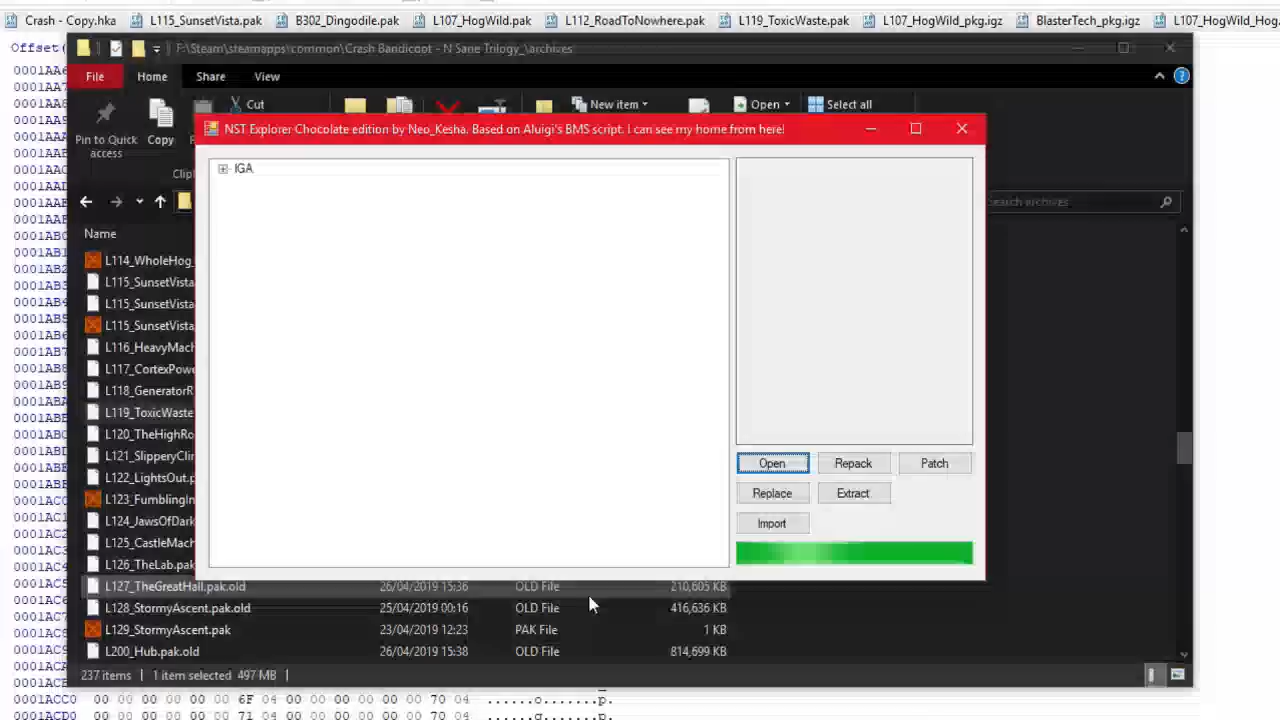 Crash - Copy.hka L115_SunsetVista.pak B302_Dingodile.pak L107_HogWild.pak L112_RoadToNowhere.pak L119_ToxicWaste.pak L107_HogWild_pkg.igz BlasterTech_pkg.igz L107_HogWild_Hog
Offset(
F:\Steam\steamapps\common\Crash Bandicoot - N Sane Trilogy_\archives
File Home Share View
Cut New item Open Select all
Pin to Quick access Copy
NST Explorer Chocolate edition by Neo_Kesha. Based on Aluigi's BMS script. I can see my home from here!
IGA
Clip
search archives
Name
L114_WholeHog_
L115_SunsetVista
L115_SunsetVista
L115_SunsetVista
L116_HeavyMach
L117_CortexPowe
L118_GeneratorR
L119_ToxicWaste
L120_TheHighRo
L121_SlipperyClin
L122_LightsOut.p
L123_FumblingIn
L124_JawsOfDark
L125_CastleMach
L126_TheLab.pak
Open Repack Patch
Replace Extract
Import
L127_TheGreatHall.pak.old 26/04/2019 15:36 OLD File 210,605 KB
L128_StormyAscent.pak.old 25/04/2019 00:16 OLD File 416,636 KB
L129_StormyAscent.pak 23/04/2019 12:23 PAK File 1 KB
L200_Hub.pak.old 26/04/2019 15:38 OLD File 814,699 KB
237 items 1 item selected 497 MB
0001ACC0 00 00 00 00 00 00 6F 04 00 00 00 00 00 00 70 04 ......o.......p.
0001ACD0 00 00 00 00 00 00 71 04 00 00 00 00 00 00 70 04 ......q.......p.